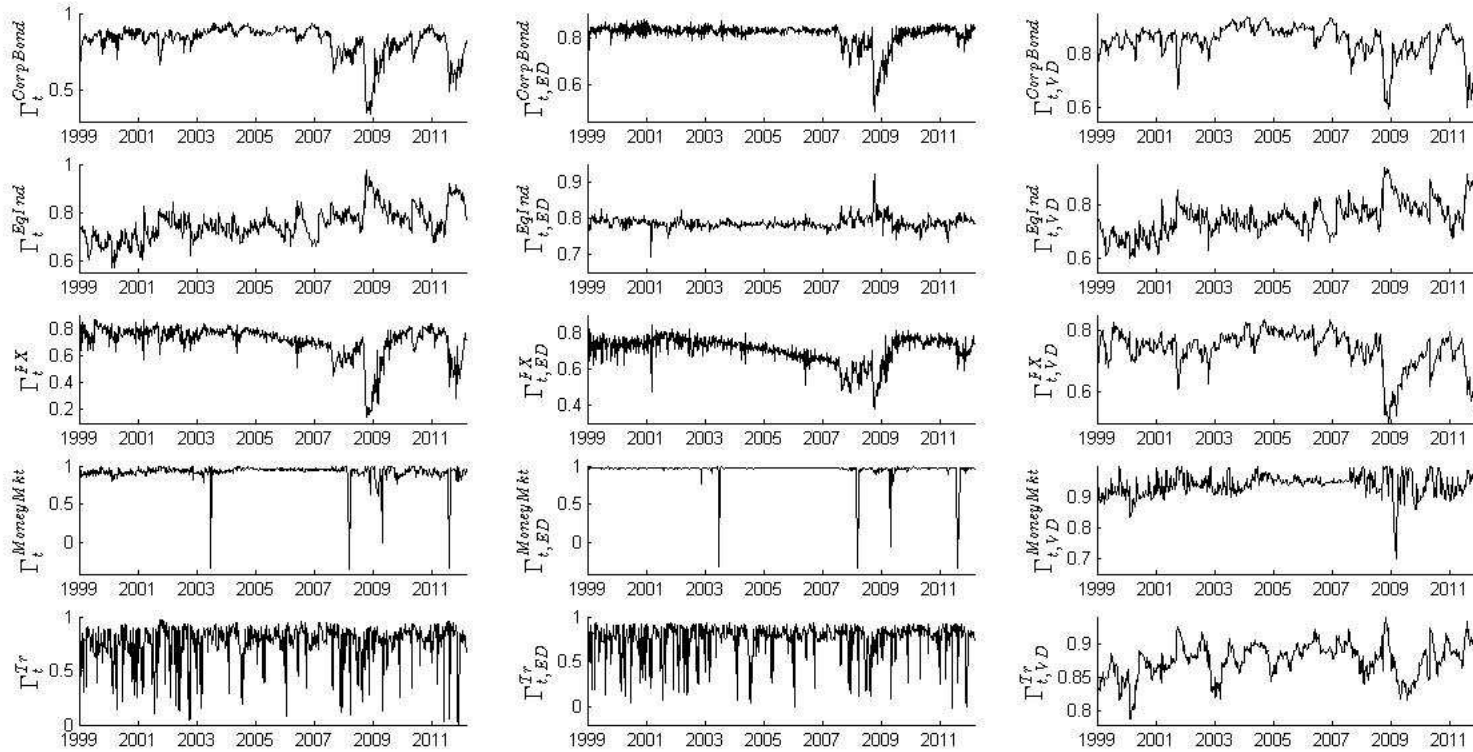 Γ_t^{CorpBond} 1 0.5 1999 2001 2003 2005 2007 2009 2011
Γ_{t,ED}^{CorpBond} 0.8 0.6 1999 2001 2003 2005 2007 2009 2011
Γ_{t,VD}^{CorpBond} 0.8 0.6 1999 2001 2003 2005 2007 2009 2011
Γ_t^{EqInd} 1 0.8 0.6 1999 2001 2003 2005 2007 2009 2011
Γ_{t,ED}^{EqInd} 0.9 0.8 0.7 1999 2001 2003 2005 2007 2009 2011
Γ_{t,VD}^{EqInd} 0.8 0.6 1999 2001 2003 2005 2007 2009 2011
Γ_t^{FX} 0.8 0.6 0.4 0.2 1999 2001 2003 2005 2007 2009 2011
Γ_{t,ED}^{FX} 0.8 0.6 0.4 1999 2001 2003 2005 2007 2009 2011
Γ_{t,VD}^{FX} 0.8 0.6 1999 2001 2003 2005 2007 2009 2011
Γ_t^{MoneyMkt} 1 0.5 0 1999 2001 2003 2005 2007 2009 2011
Γ_{t,ED}^{MoneyMkt} 1 0.5 0 1999 2001 2003 2005 2007 2009 2011
Γ_{t,VD}^{MoneyMkt} 0.9 0.8 0.7 1999 2001 2003 2005 2007 2009 2011
Γ_t^{Tr} 1 0.5 0 1999 2001 2003 2005 2007 2009 2011
Γ_{t,ED}^{Tr} 1 0.5 0 1999 2001 2003 2005 2007 2009 2011
Γ_{t,VD}^{Tr} 0.9 0.85 0.8 1999 2001 2003 2005 2007 2009 2011